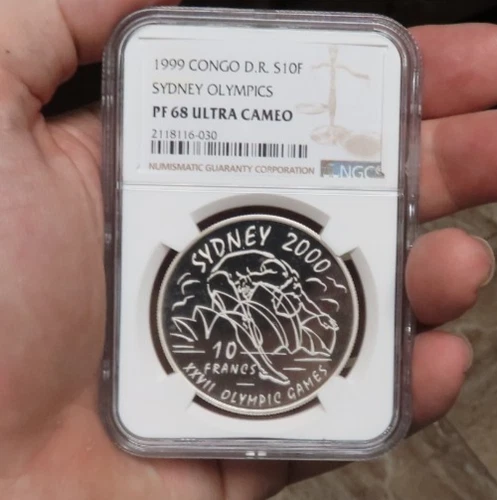 1999 CONGO D.R. S10F
SYDNEY OLYMPICS
PF 68 ULTRA CAMEO
2118116-030
NUMISMATIC GUARANTY CORPORATION
NGC
SYDNEY 2000
10
FRANCS
XXVII OLYMPIC GAMES